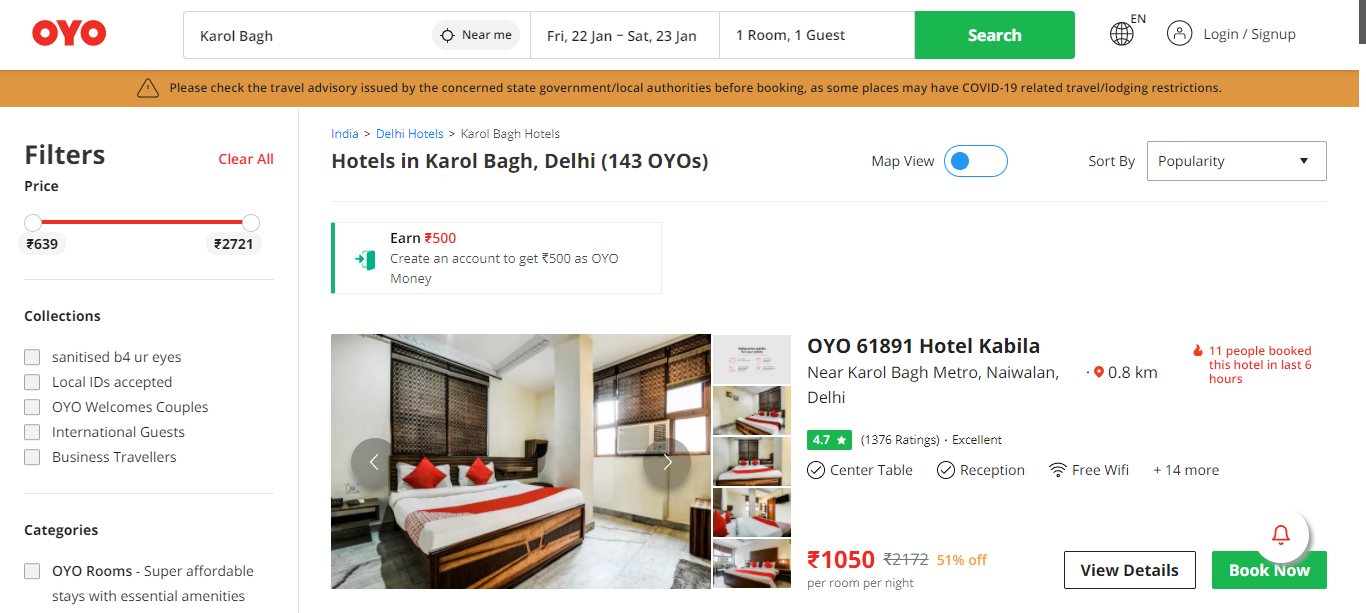 OYO
Karol Bagh
Near me
Fri, 22 Jan – Sat, 23 Jan
1 Room, 1 Guest
Search
EN
Login / Signup
Please check the travel advisory issued by the concerned state government/local authorities before booking, as some places may have COVID-19 related travel/lodging restrictions.
Filters
Clear All
Price
₹639
₹2721
Collections
sanitised b4 ur eyes
Local IDs accepted
OYO Welcomes Couples
International Guests
Business Travellers
Categories
OYO Rooms - Super affordable
stays with essential amenities
India > Delhi Hotels > Karol Bagh Hotels
Hotels in Karol Bagh, Delhi (143 OYOs)
Map View
Sort By
Popularity
Earn ₹500
Create an account to get ₹500 as OYO
Money
OYO 61891 Hotel Kabila
Near Karol Bagh Metro, Naiwalan,
Delhi
· 0.8 km
11 people booked
this hotel in last 6
hours
4.7 ★ (1376 Ratings) · Excellent
Center Table
Reception
Free Wifi
+ 14 more
₹1050 ₹2172 51% off
per room per night
View Details
Book Now